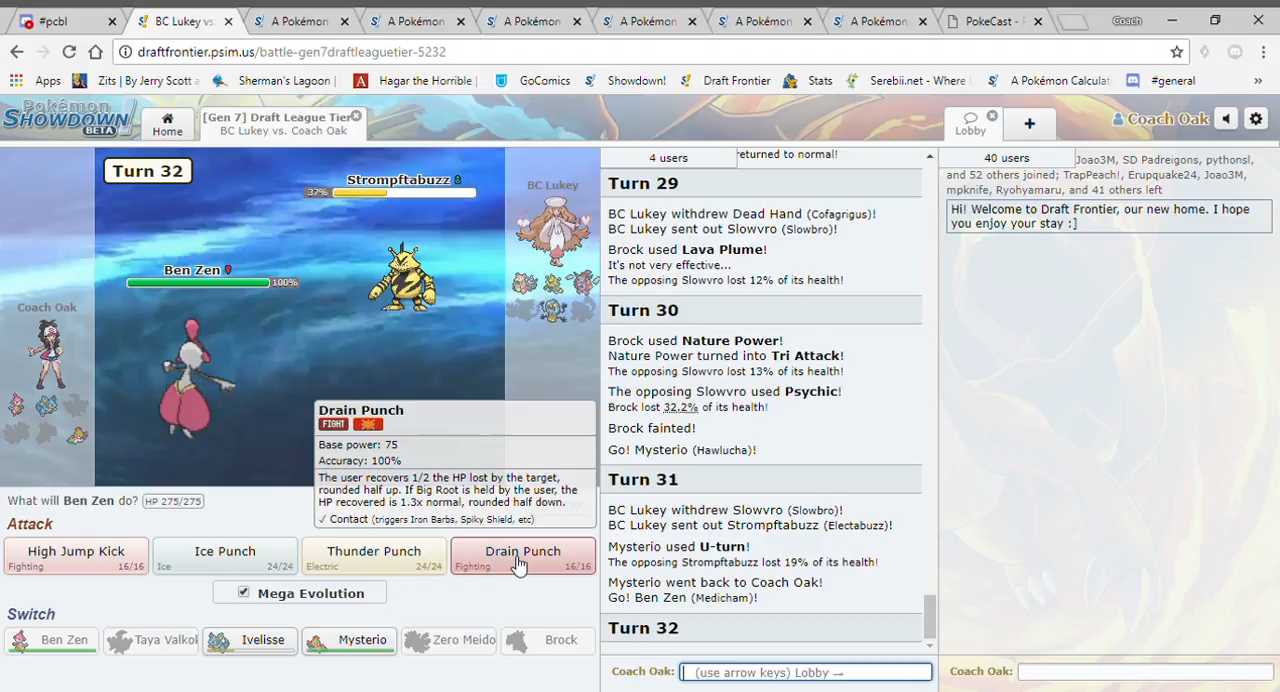 #pcbl
BC Lukey vs.
A Pokémon
A Pokémon
A Pokémon
A Pokémon
A Pokémon
A Pokémon
PokeCast -
Coach
draftfrontier.psim.us/battle-gen7draftleaguetier-5232
Apps
Zits | By Jerry Scott
Sherman's Lagoon |
Hagar the Horrible |
GoComics
Showdown!
Draft Frontier
Stats
Serebii.net - Where
A Pokémon Calculat
#general
»
Pokémon
Showdown!
BETA
Home
[Gen 7] Draft League Tier
BC Lukey vs. Coach Oak
Lobby
+
Coach Oak
Turn 32
Strompftabuzz
37%
BC Lukey
Ben Zen
100%
Coach Oak
Drain Punch
FIGHT
Base power: 75
Accuracy: 100%
The user recovers 1/2 the HP lost by the target,
rounded half up. If Big Root is held by the user, the
HP recovered is 1.3x normal, rounded half down.
✓ Contact (triggers Iron Barbs, Spiky Shield, etc)
What will Ben Zen do? HP 275/275
Attack
High Jump Kick
Fighting 16/16
Ice Punch
Ice 24/24
Thunder Punch
Electric 24/24
Drain Punch
Fighting 16/16
Mega Evolution
Switch
Ben Zen
Taya Valkol
Ivelisse
Mysterio
Zero Meido
Brock
4 users
returned to normal!
Turn 29
BC Lukey withdrew Dead Hand (Cofagrigus)!
BC Lukey sent out Slowvro (Slowbro)!
Brock used Lava Plume!
It's not very effective...
The opposing Slowvro lost 12% of its health!
Turn 30
Brock used Nature Power!
Nature Power turned into Tri Attack!
The opposing Slowvro lost 13% of its health!
The opposing Slowvro used Psychic!
Brock lost 32.2% of its health!
Brock fainted!
Go! Mysterio (Hawlucha)!
Turn 31
BC Lukey withdrew Slowvro (Slowbro)!
BC Lukey sent out Strompftabuzz (Electabuzz)!
Mysterio used U-turn!
The opposing Strompftabuzz lost 19% of its health!
Mysterio went back to Coach Oak!
Go! Ben Zen (Medicham)!
Turn 32
Coach Oak: (use arrow keys) Lobby →
40 users
Joao3M, SD Padreigons, pythonsl,
and 52 others joined; TrapPeach!, Erupquake24, Joao3M,
mpknife, Ryohyamaru, and 41 others left
Hi! Welcome to Draft Frontier, our new home. I hope
you enjoy your stay :]
Coach Oak: